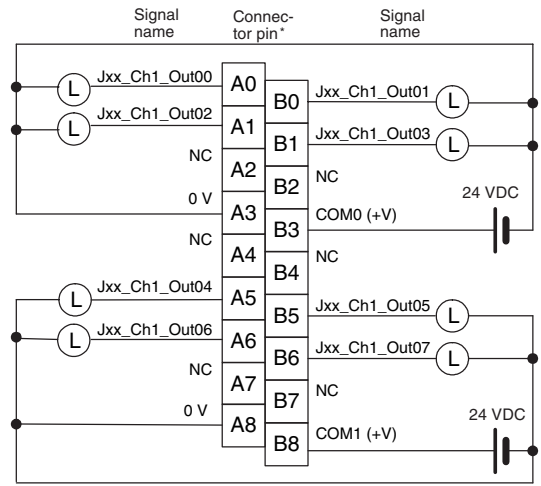 Signal name
Connec-tor pin*
Signal name
Jxx_Ch1_Out00
A0
L
B0
Jxx_Ch1_Out01
L
Jxx_Ch1_Out02
A1
L
B1
Jxx_Ch1_Out03
L
NC
A2
B2
NC
24 VDC
0 V
A3
B3
COM0 (+V)
NC
A4
B4
NC
Jxx_Ch1_Out04
A5
L
B5
Jxx_Ch1_Out05
L
Jxx_Ch1_Out06
A6
L
B6
Jxx_Ch1_Out07
L
NC
A7
B7
NC
24 VDC
0 V
A8
B8
COM1 (+V)